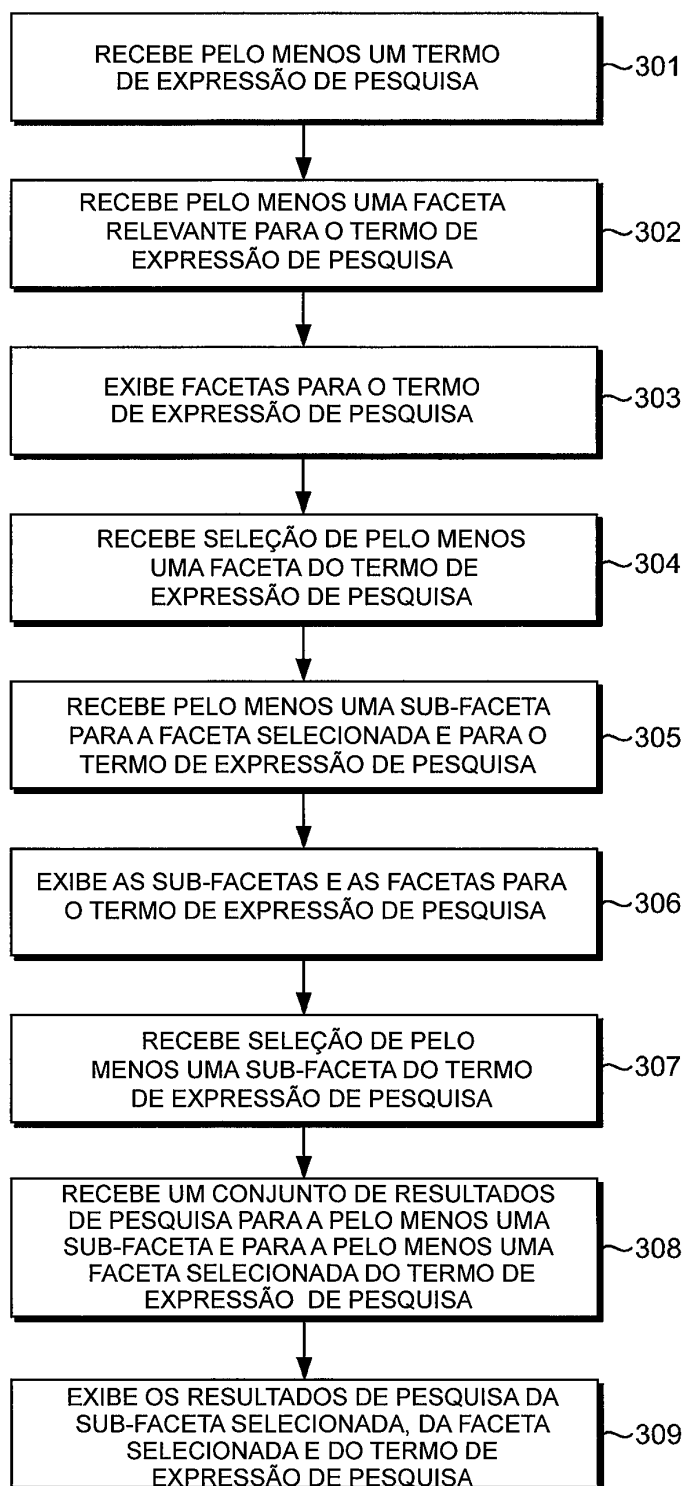 RECEBE PELO MENOS UM TERMO
DE EXPRESSÃO DE PESQUISA
301
RECEBE PELO MENOS UMA FACETA
RELEVANTE PARA O TERMO DE
EXPRESSÃO DE PESQUISA
302
EXIBE FACETAS PARA O TERMO
DE EXPRESSÃO DE PESQUISA
303
RECEBE SELEÇÃO DE PELO MENOS
UMA FACETA DO TERMO DE
EXPRESSÃO DE PESQUISA
304
RECEBE PELO MENOS UMA SUB-FACETA
PARA A FACETA SELECIONADA E PARA O
TERMO DE EXPRESSÃO DE PESQUISA
305
EXIBE AS SUB-FACETAS E AS FACETAS PARA
O TERMO DE EXPRESSÃO DE PESQUISA
306
RECEBE SELEÇÃO DE PELO
MENOS UMA SUB-FACETA DO TERMO
DE EXPRESSÃO DE PESQUISA
307
RECEBE UM CONJUNTO DE RESULTADOS
DE PESQUISA PARA A PELO MENOS UMA
SUB-FACETA E PARA A PELO MENOS UMA
FACETA SELECIONADA DO TERMO DE
EXPRESSÃO DE PESQUISA
308
EXIBE OS RESULTADOS DE PESQUISA DA
SUB-FACETA SELECIONADA, DA FACETA
SELECIONADA E DO TERMO DE
EXPRESSÃO DE PESQUISA
309